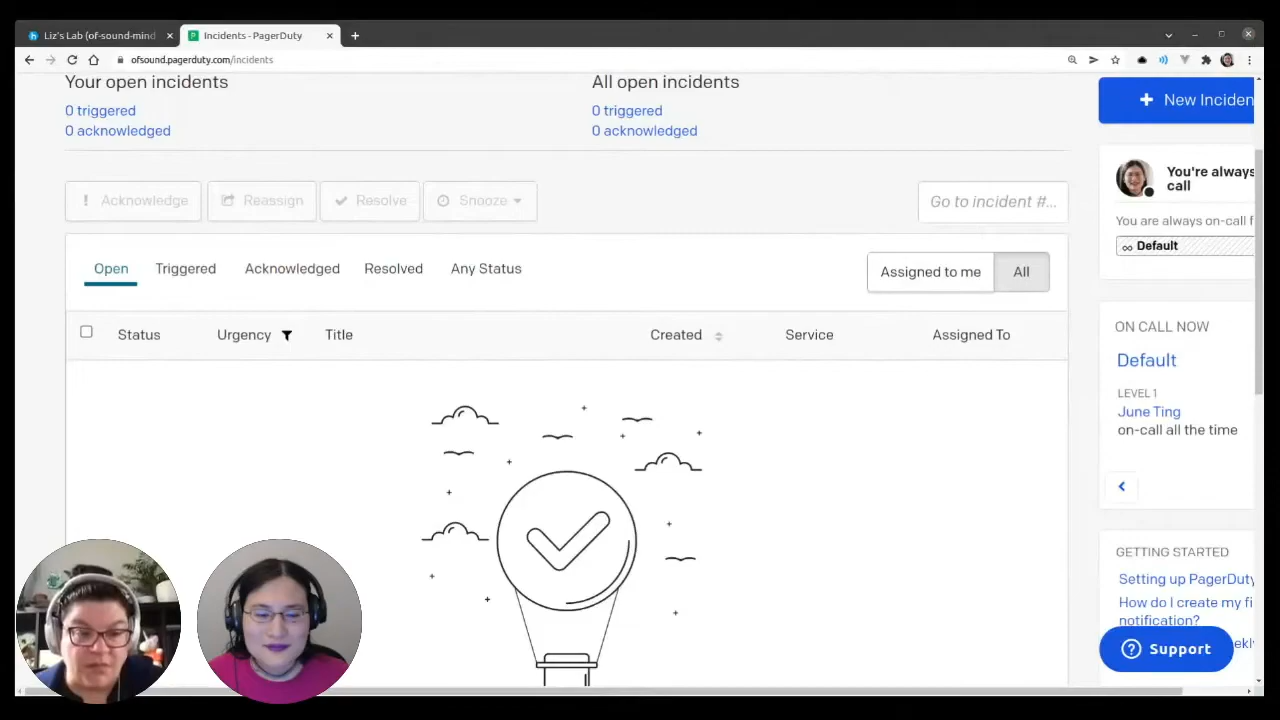 Liz's Lab (of-sound-mind
Incidents - PagerDuty
ofsound.pagerduty.com/incidents
Your open incidents
0 triggered
0 acknowledged
All open incidents
0 triggered
0 acknowledged
New Inciden
You're always
call
You are always on-call f
Default
Acknowledge
Reassign
Resolve
Snooze
Go to incident #...
Open
Triggered
Acknowledged
Resolved
Any Status
Assigned to me
All
Status
Urgency
Title
Created
Service
Assigned To
ON CALL NOW
Default
LEVEL 1
June Ting
on-call all the time
GETTING STARTED
Setting up PagerDuty
How do I create my fi
notification?
Support